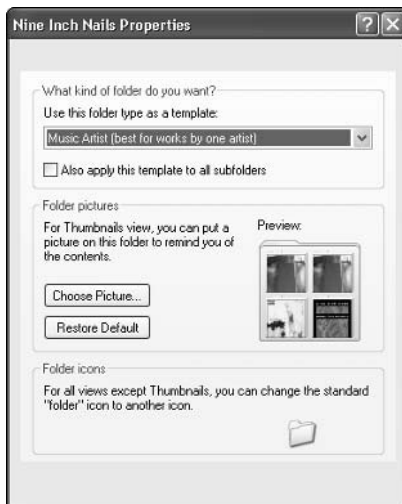 Nine Inch Nails Properties
What kind of folder do you want?
Use this folder type as a template:
Music Artist (best for works by one artist)
Also apply this template to all subfolders
Folder pictures
For Thumbnails view, you can put a
picture on this folder to remind you of
the contents.
Preview:
Choose Picture...
Restore Default
Folder icons
For all views except Thumbnails, you can change the standard
"folder" icon to another icon.